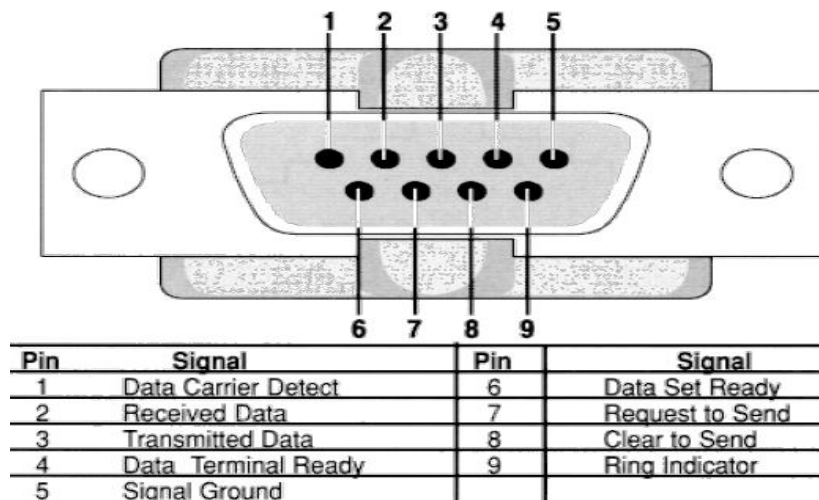 1 2 3 4 5
6 7 8 9
Pin Signal Pin Signal
1 Data Carrier Detect 6 Data Set Ready
2 Received Data 7 Request to Send
3 Transmitted Data 8 Clear to Send
4 Data Terminal Ready 9 Ring Indicator
5 Signal Ground